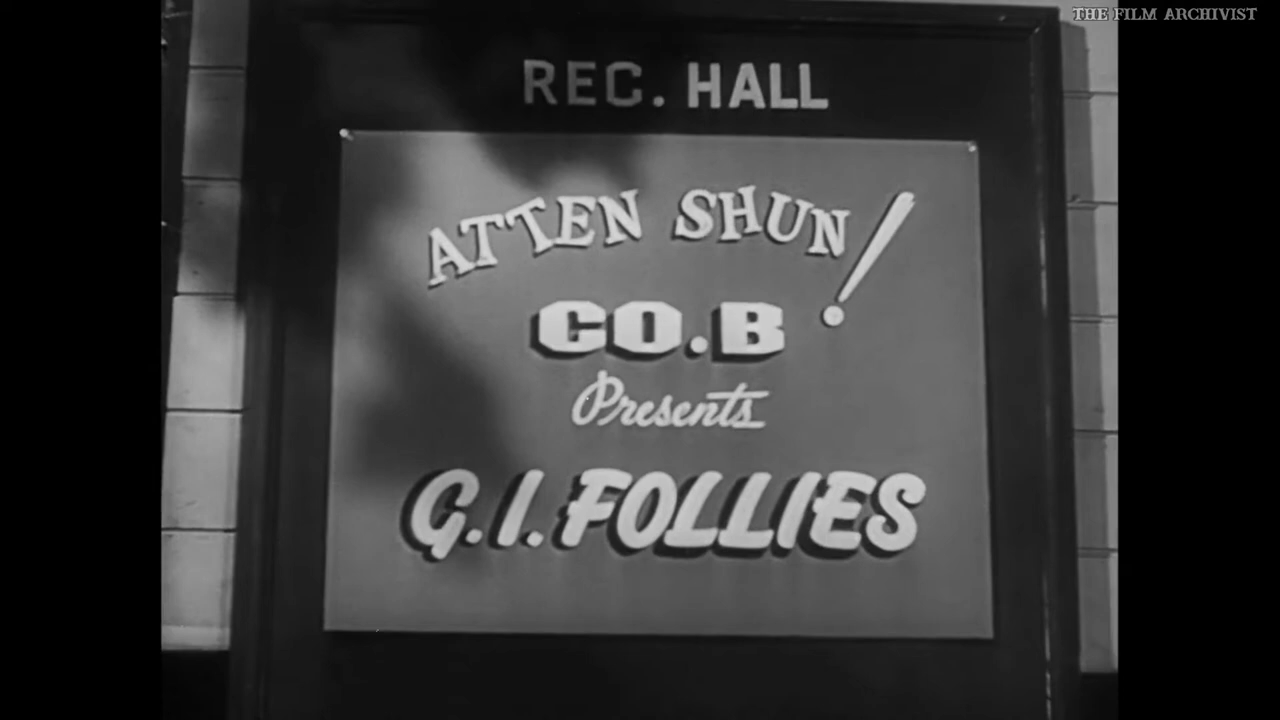 THE FILM ARCHIVIST
REC. HALL
ATTEN SHUN!
CO.B
Presents
G.I. FOLLIES